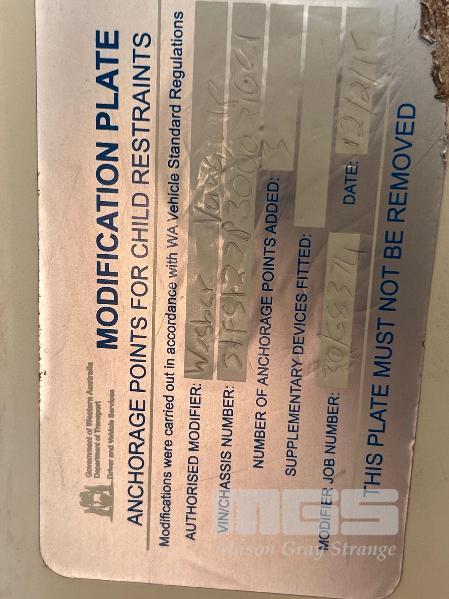 Government of Western Australia
Department of Transport
Driver and Vehicle Services
MODIFICATION PLATE
ANCHORAGE POINTS FOR CHILD RESTRAINTS
Modifications were carried out in accordance with WA Vehicle Standard Regulations
AUTHORISED MODIFIER:
VIN/CHASSIS NUMBER:
NUMBER OF ANCHORAGE POINTS ADDED: 3
SUPPLEMENTARY DEVICES FITTED:
MODIFIER JOB NUMBER:
DATE:
THIS PLATE MUST NOT BE REMOVED
MGS
Mason Gray Strange